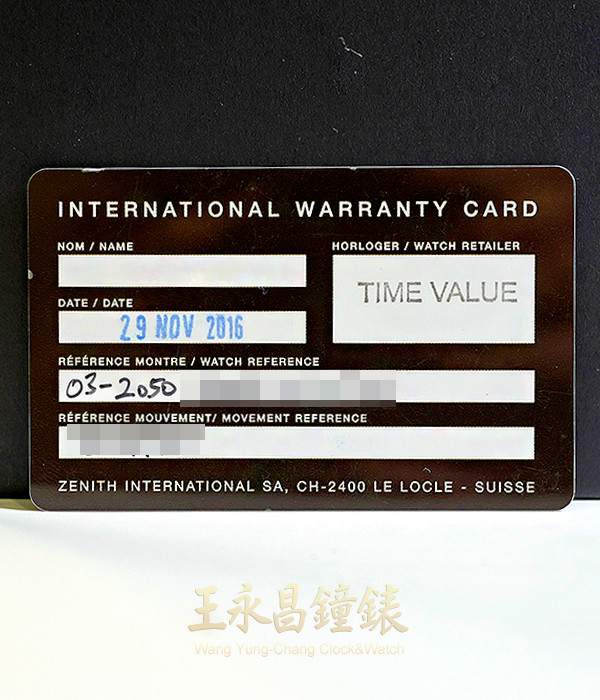 INTERNATIONAL WARRANTY CARD
NOM / NAME
HORLOGER / WATCH RETAILER
TIME VALUE
DATE / DATE
29 NOV 2016
RÉFÉRENCE MONTRE / WATCH REFERENCE
03-2050
RÉFÉRENCE MOUVEMENT/ MOVEMENT REFERENCE
ZENITH INTERNATIONAL SA, CH-2400 LE LOCLE - SUISSE
王永昌鐘錶
Wang Yung-Chang Clock&Watch